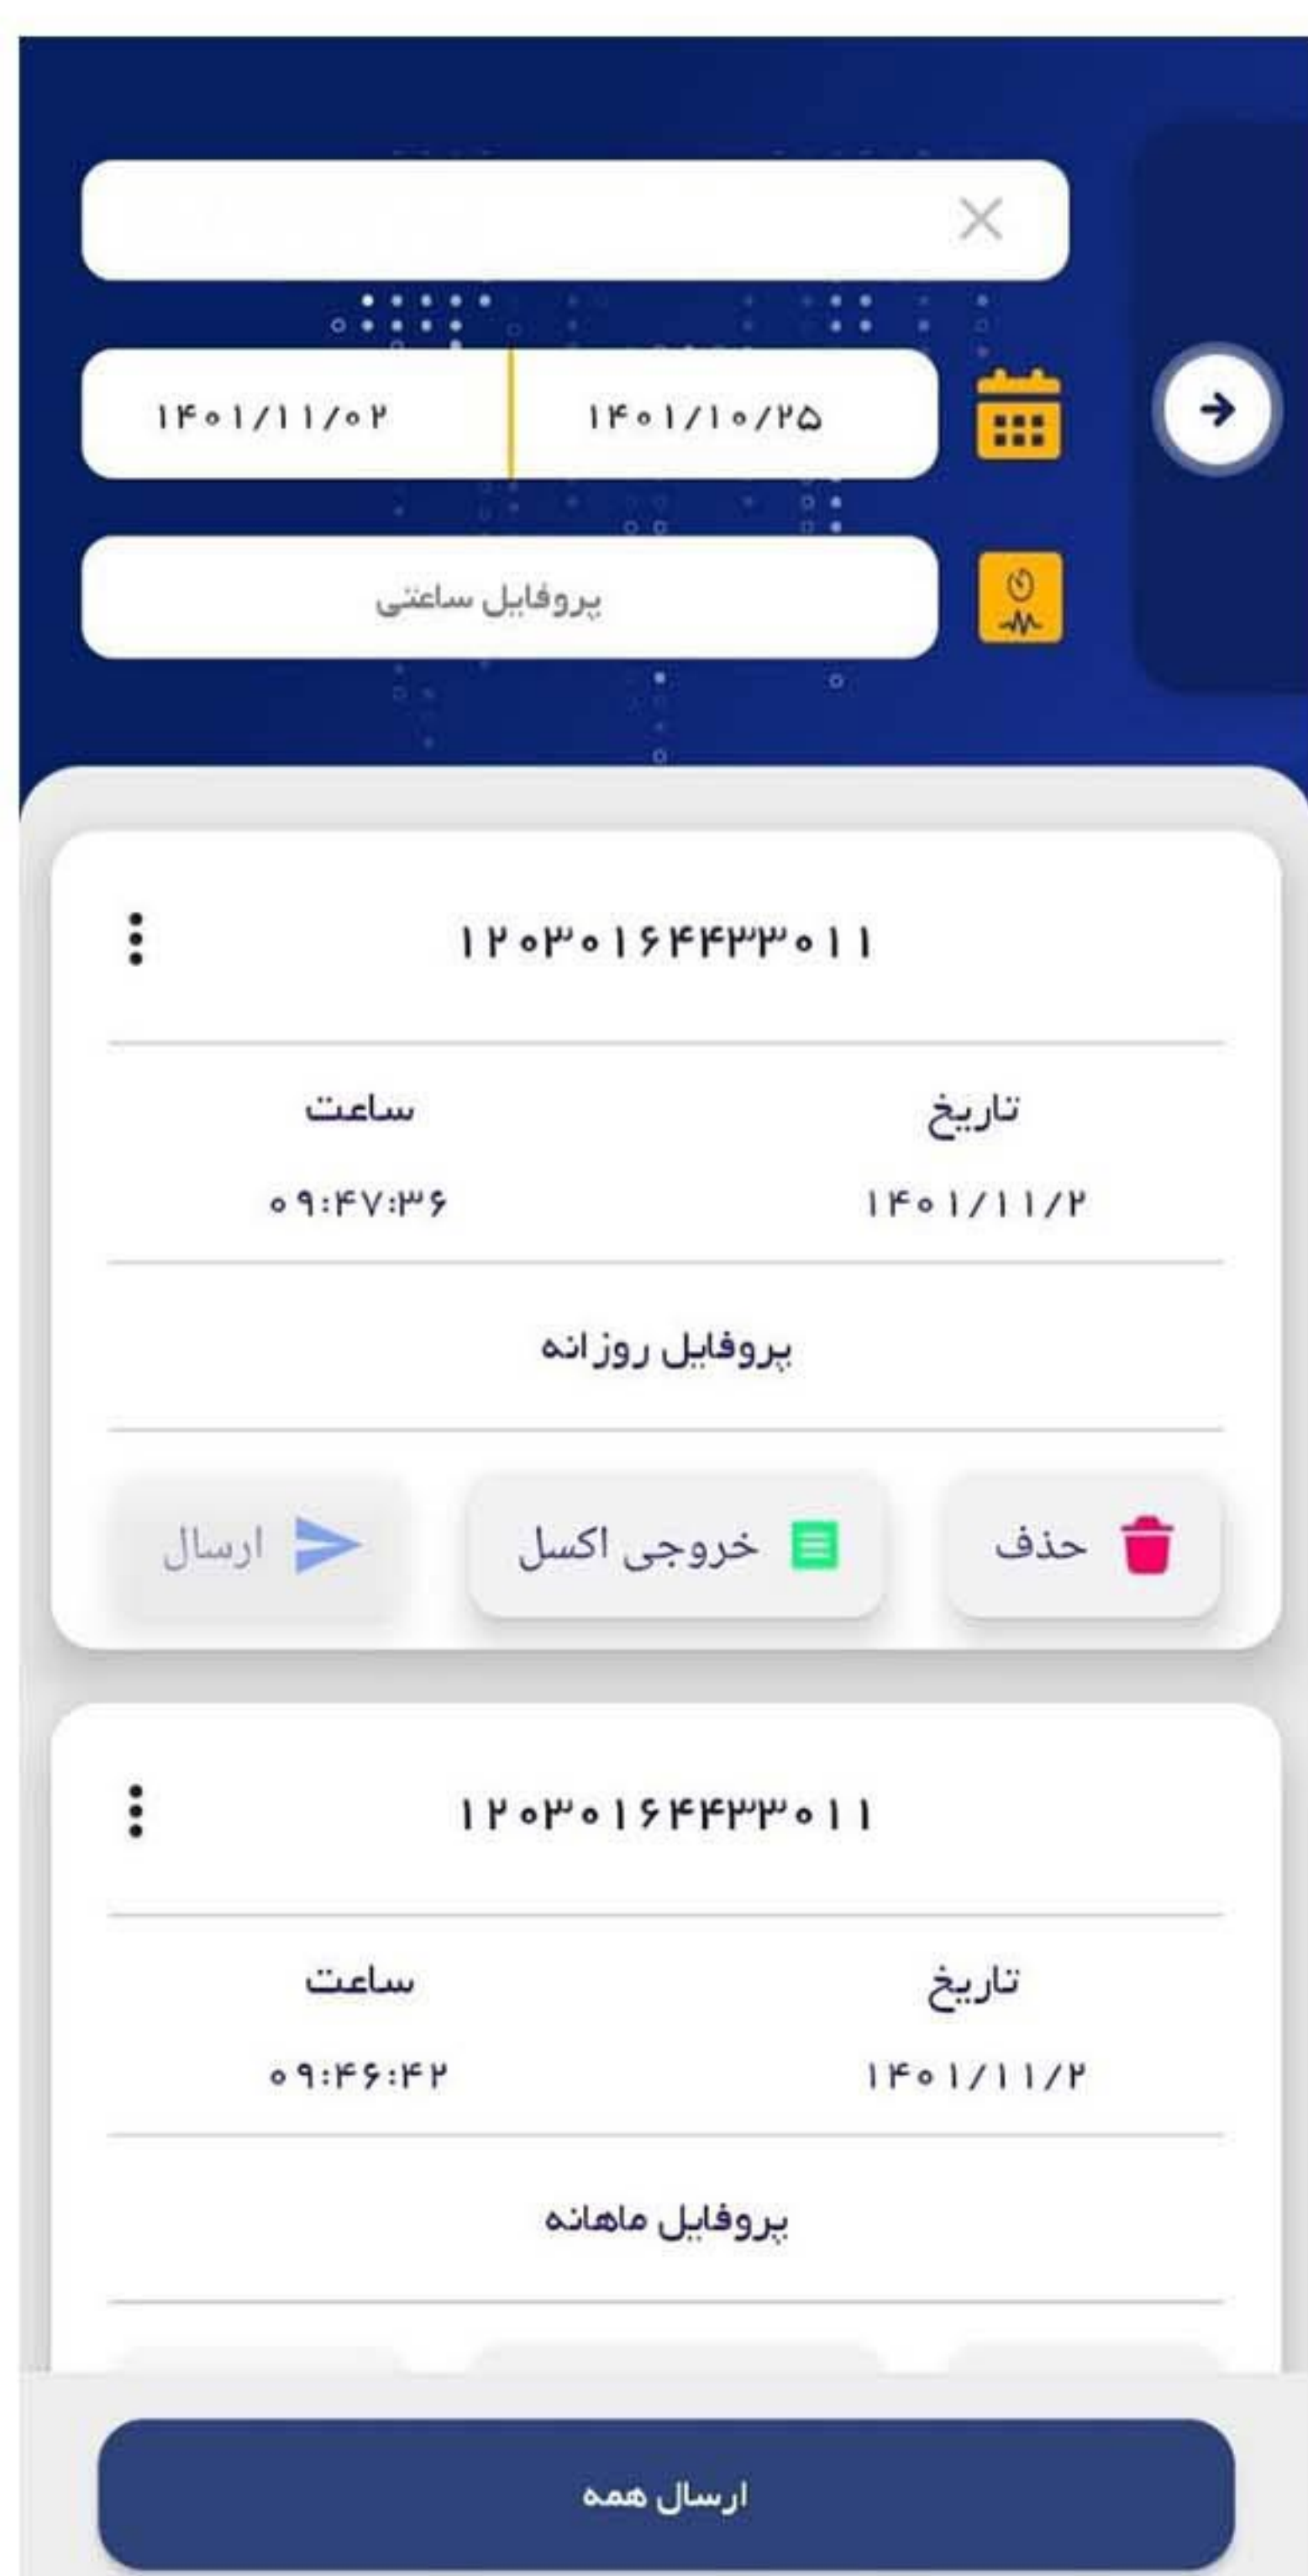 ۱۴۰۱/۱۰/۲۵ ۱۴۰۱/۱۱/۰۲
پروفایل ساعتی
۱۲۰۳۰۱۶۴۴۳۳۰۱۱
تاریخ ساعت
۱۴۰۱/۱۱/۲ ۰۹:۴۷:۳۶
پروفایل روزانه
حذف خروجی اکسل ارسال
۱۲۰۳۰۱۶۴۴۳۳۰۱۱
تاریخ ساعت
۱۴۰۱/۱۱/۲ ۰۹:۴۶:۴۲
پروفایل ماهانه
ارسال همه